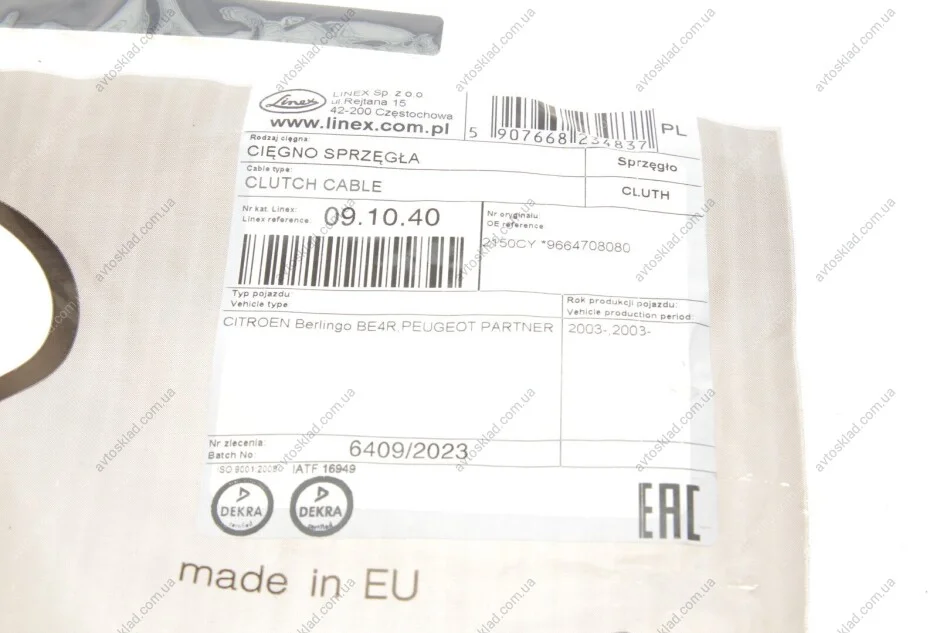 Linex
LINEX Sp. z o.o
ul.Rejtana 15
42-200 Częstochowa
www.linex.com.pl
5 907668 234837
PL
Rodzaj cięgna:
CIĘGNO SPRZĘGŁA
Sprzęgło
Cable type:
CLUTCH CABLE
CLUTH
Nr kat. Linex:
Linex reference:
09.10.40
Nr oryginału:
OE reference:
2150CY *9664708080
Typ pojazdu
Vehicle type:
Rok produkcji pojazdu:
Vehicle production period:
CITROEN Berlingo BE4R,PEUGEOT PARTNER
2003-,2003-
Nr zlecenia:
Batch No:
6409/2023
IATF 16949
DEKRA
DEKRA
EAC
made in EU
avtosklad.com.ua